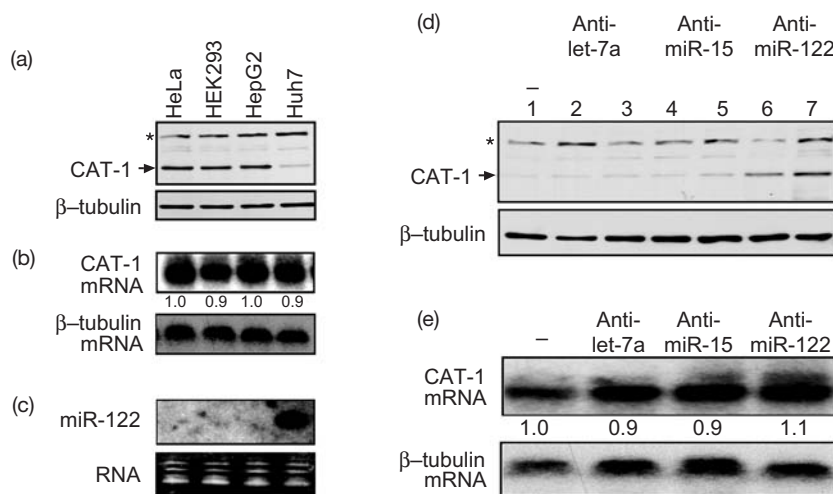 (a)
HeLa
HEK293
HepG2
Huh7
*
CAT-1
β–tubulin
(b)
CAT-1
mRNA
1.0 0.9 1.0 0.9
β-tubulin
mRNA
(c)
miR-122
RNA
(d)
Anti-
let-7a
Anti-
miR-15
Anti-
miR-122
–
1 2 3 4 5 6 7
*
CAT-1
β–tubulin
(e)
–
Anti-
let-7a
Anti-
miR-15
Anti-
miR-122
CAT-1
mRNA
1.0 0.9 0.9 1.1
β–tubulin
mRNA